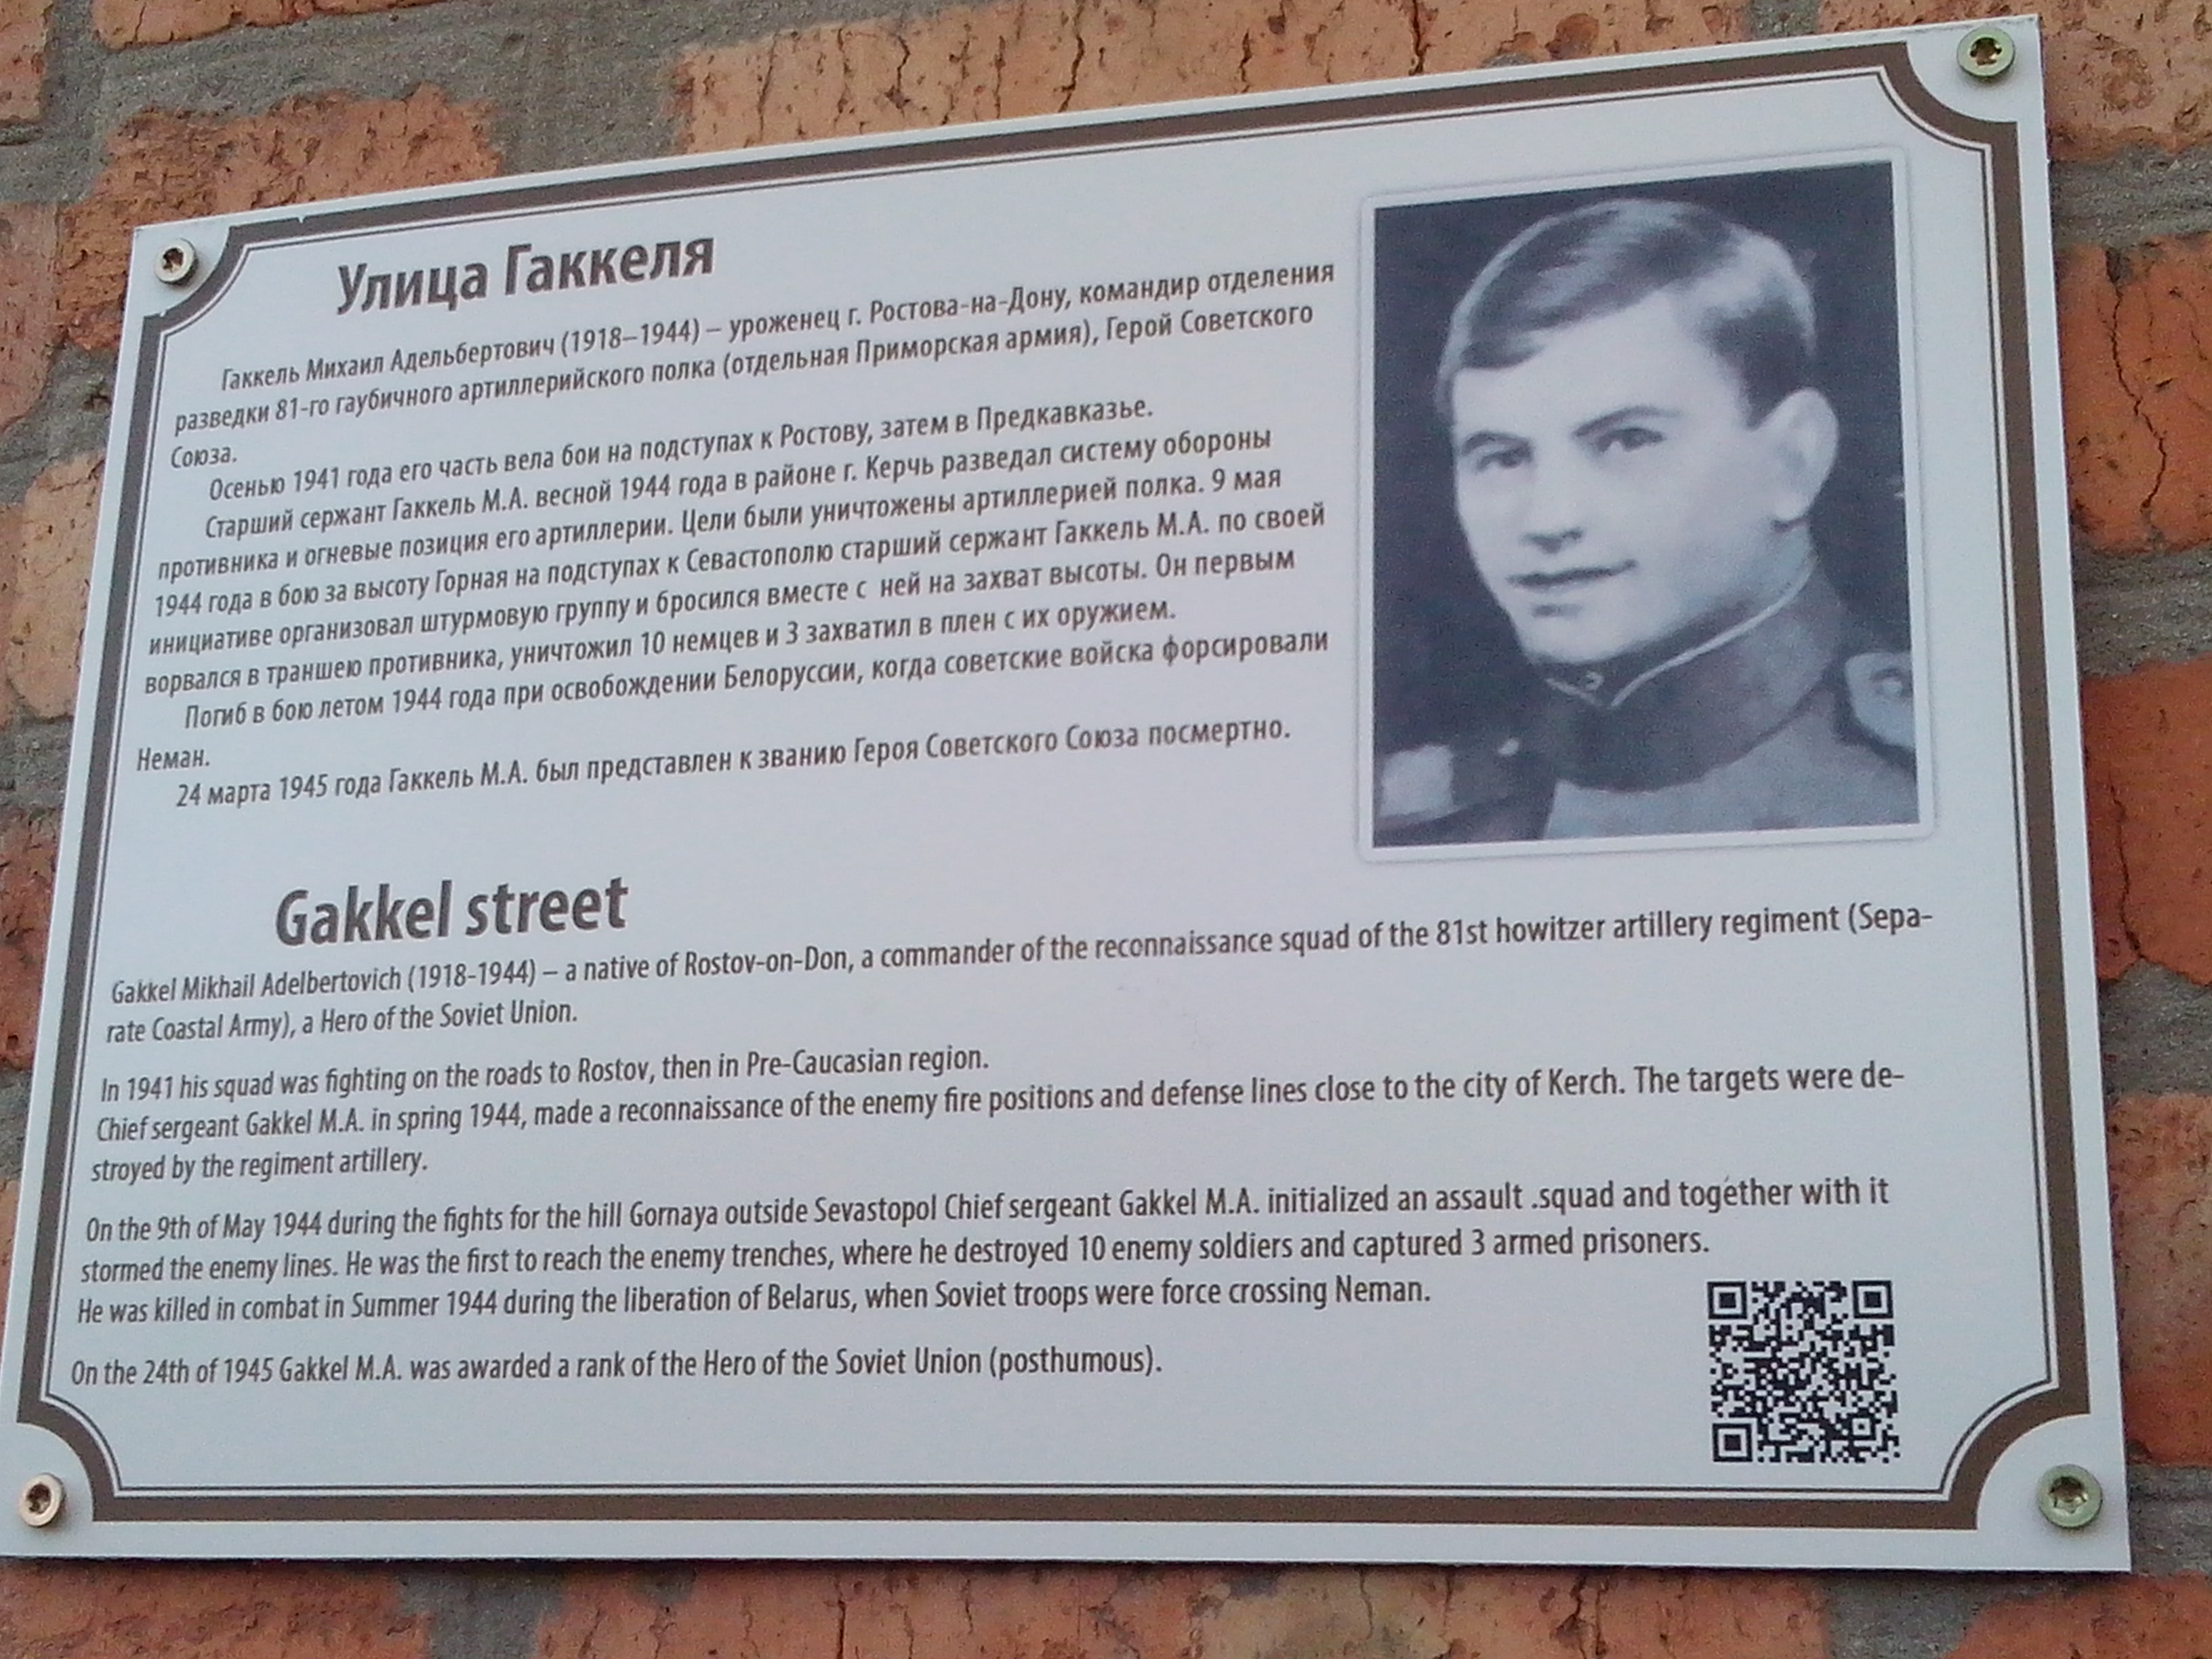 Улица Гаккеля
Гаккель Михаил Адельбертович (1918–1944) – уроженец г. Ростова-на-Дону, командир отделения
разведки 81-го гаубичного артиллерийского полка (отдельная Приморская армия), Герой Советского
Союза.
Осенью 1941 года его часть вела бои на подступах к Ростову, затем в Предкавказье.
Старший сержант Гаккель М.А. весной 1944 года в районе г. Керчь разведал систему обороны
противника и огневые позиция его артиллерии. Цели были уничтожены артиллерией полка. 9 мая
1944 года в бою за высоту Горная на подступах к Севастополю старший сержант Гаккель М.А. по своей
инициативе организовал штурмовую группу и бросился вместе с ней на захват высоты. Он первым
ворвался в траншею противника, уничтожил 10 немцев и 3 захватил в плен с их оружием.
Погиб в бою летом 1944 года при освобождении Белоруссии, когда советские войска форсировали
Неман.
24 марта 1945 года Гаккель М.А. был представлен к званию Героя Советского Союза посмертно.
Gakkel street
Gakkel Mikhail Adelbertovich (1918-1944) – a native of Rostov-on-Don, a commander of the reconnaissance squad of the 81st howitzer artillery regiment (Sepa-
rate Coastal Army), a Hero of the Soviet Union.
In 1941 his squad was fighting on the roads to Rostov, then in Pre-Caucasian region.
Chief sergeant Gakkel M.A. in spring 1944, made a reconnaissance of the enemy fire positions and defense lines close to the city of Kerch. The targets were de-
stroyed by the regiment artillery.
On the 9th of May 1944 during the fights for the hill Gornaya outside Sevastopol Chief sergeant Gakkel M.A. initialized an assault .squad and together with it
stormed the enemy lines. He was the first to reach the enemy trenches, where he destroyed 10 enemy soldiers and captured 3 armed prisoners.
He was killed in combat in Summer 1944 during the liberation of Belarus, when Soviet troops were force crossing Neman.
On the 24th of 1945 Gakkel M.A. was awarded a rank of the Hero of the Soviet Union (posthumous).